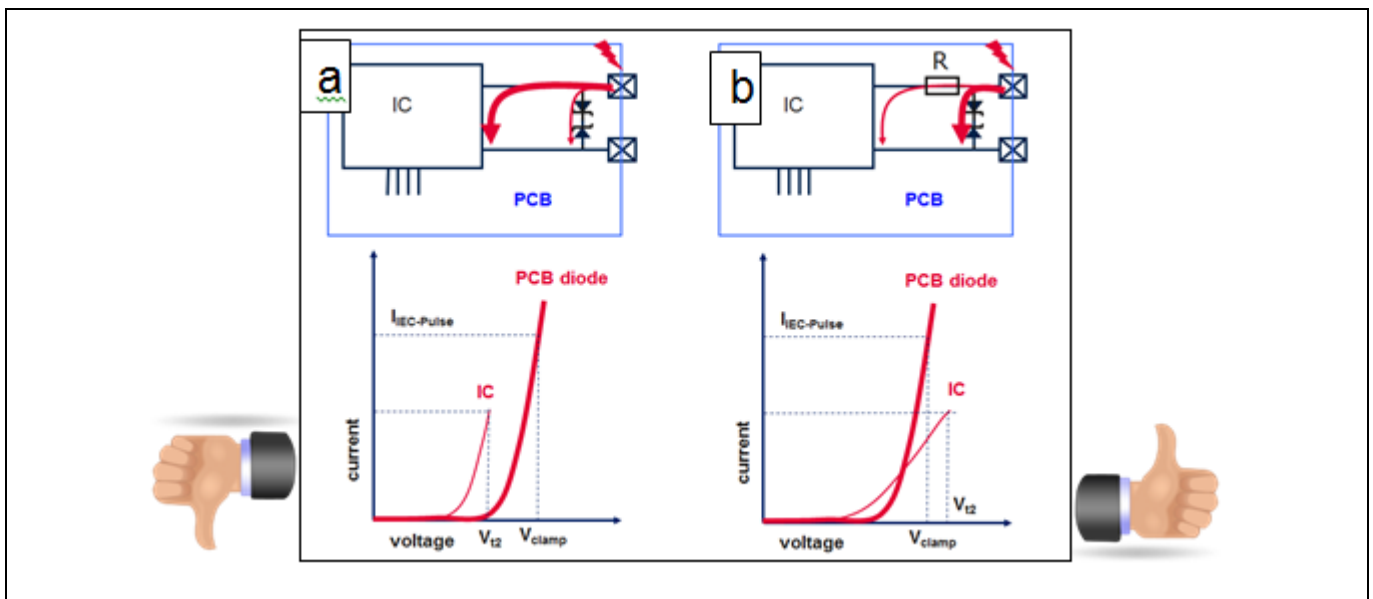 a
IC
PCB
b
R
IC
PCB
PCB diode
I_IEC-Pulse
IC
current
voltage
V_t2
V_clamp
PCB diode
I_IEC-Pulse
IC
current
V_t2
voltage
V_clamp